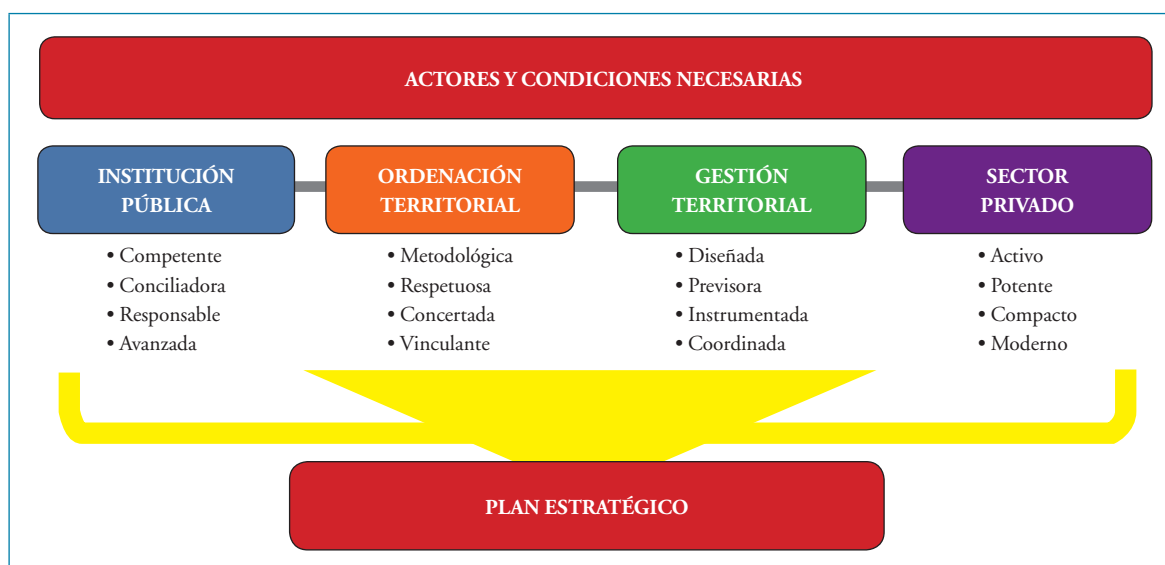 ACTORES Y CONDICIONES NECESARIAS
INSTITUCIÓN
PÚBLICA
• Competente
• Conciliadora
• Responsable
• Avanzada
ORDENACIÓN
TERRITORIAL
• Metodológica
• Respetuosa
• Concertada
• Vinculante
GESTIÓN
TERRITORIAL
• Diseñada
• Previsora
• Instrumentada
• Coordinada
SECTOR
PRIVADO
• Activo
• Potente
• Compacto
• Moderno
PLAN ESTRATÉGICO